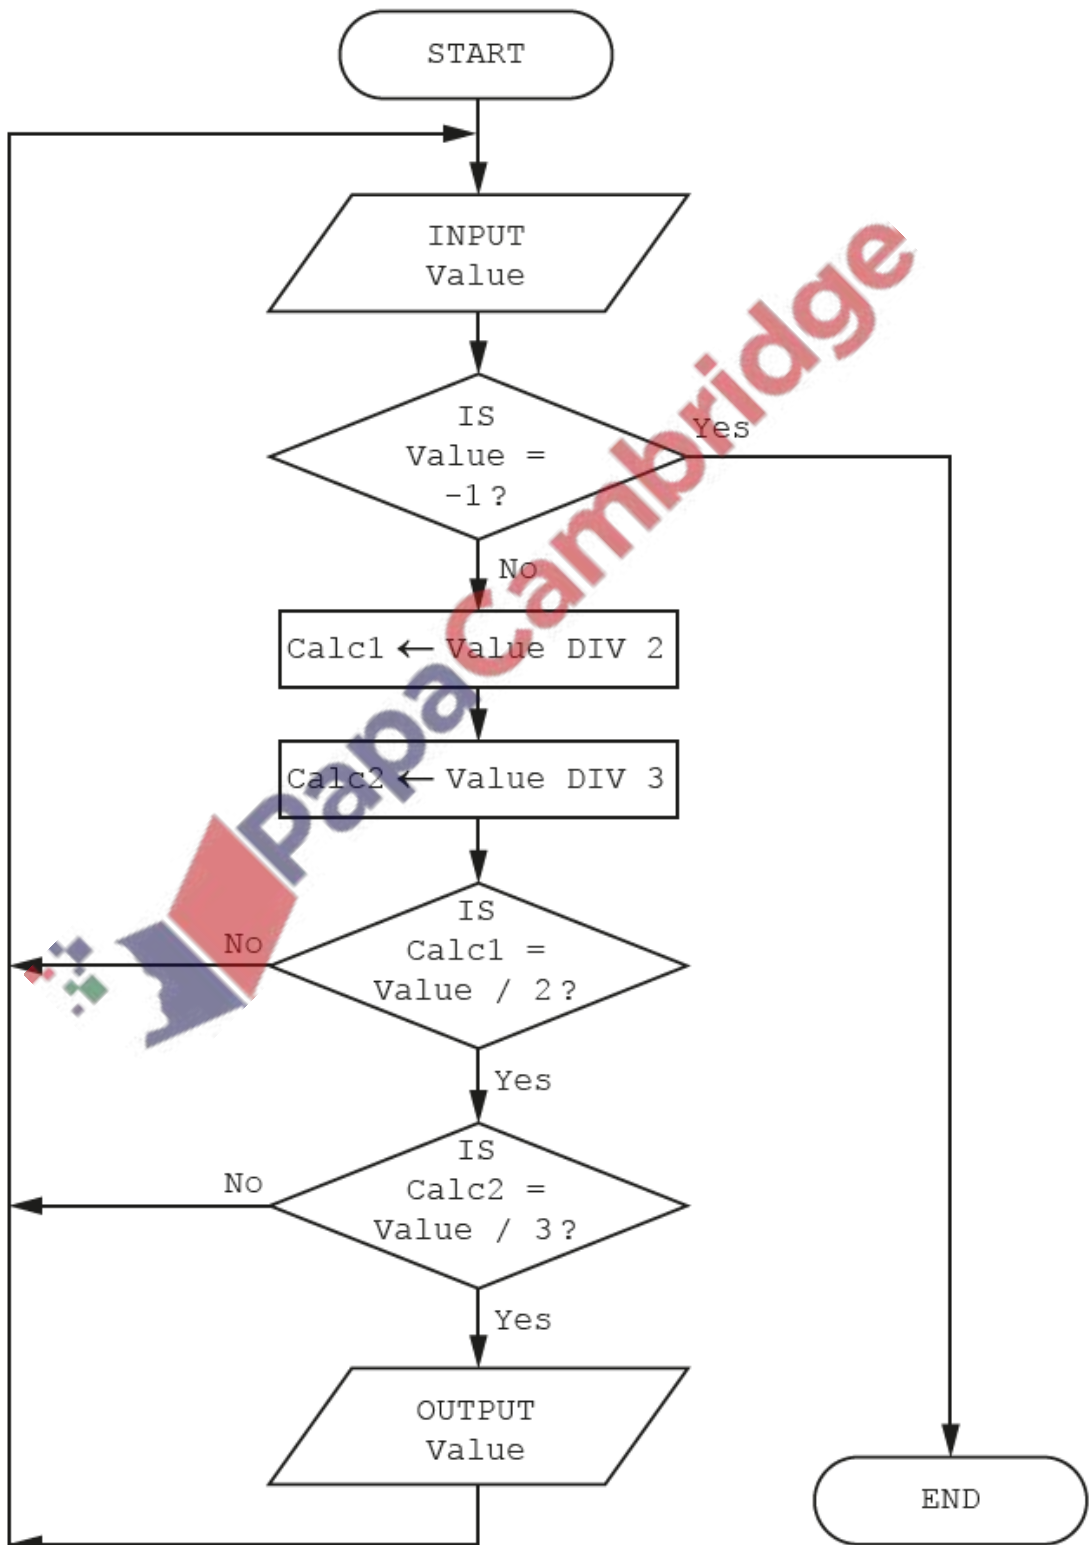 START
INPUT
Value
IS
Value =
-1?
Yes
No
Calc1 ← Value DIV 2
Calc2 ← Value DIV 3
IS
Calc1 =
Value / 2?
No
Yes
IS
Calc2 =
Value / 3?
No
Yes
OUTPUT
Value
END
PapaCambridge